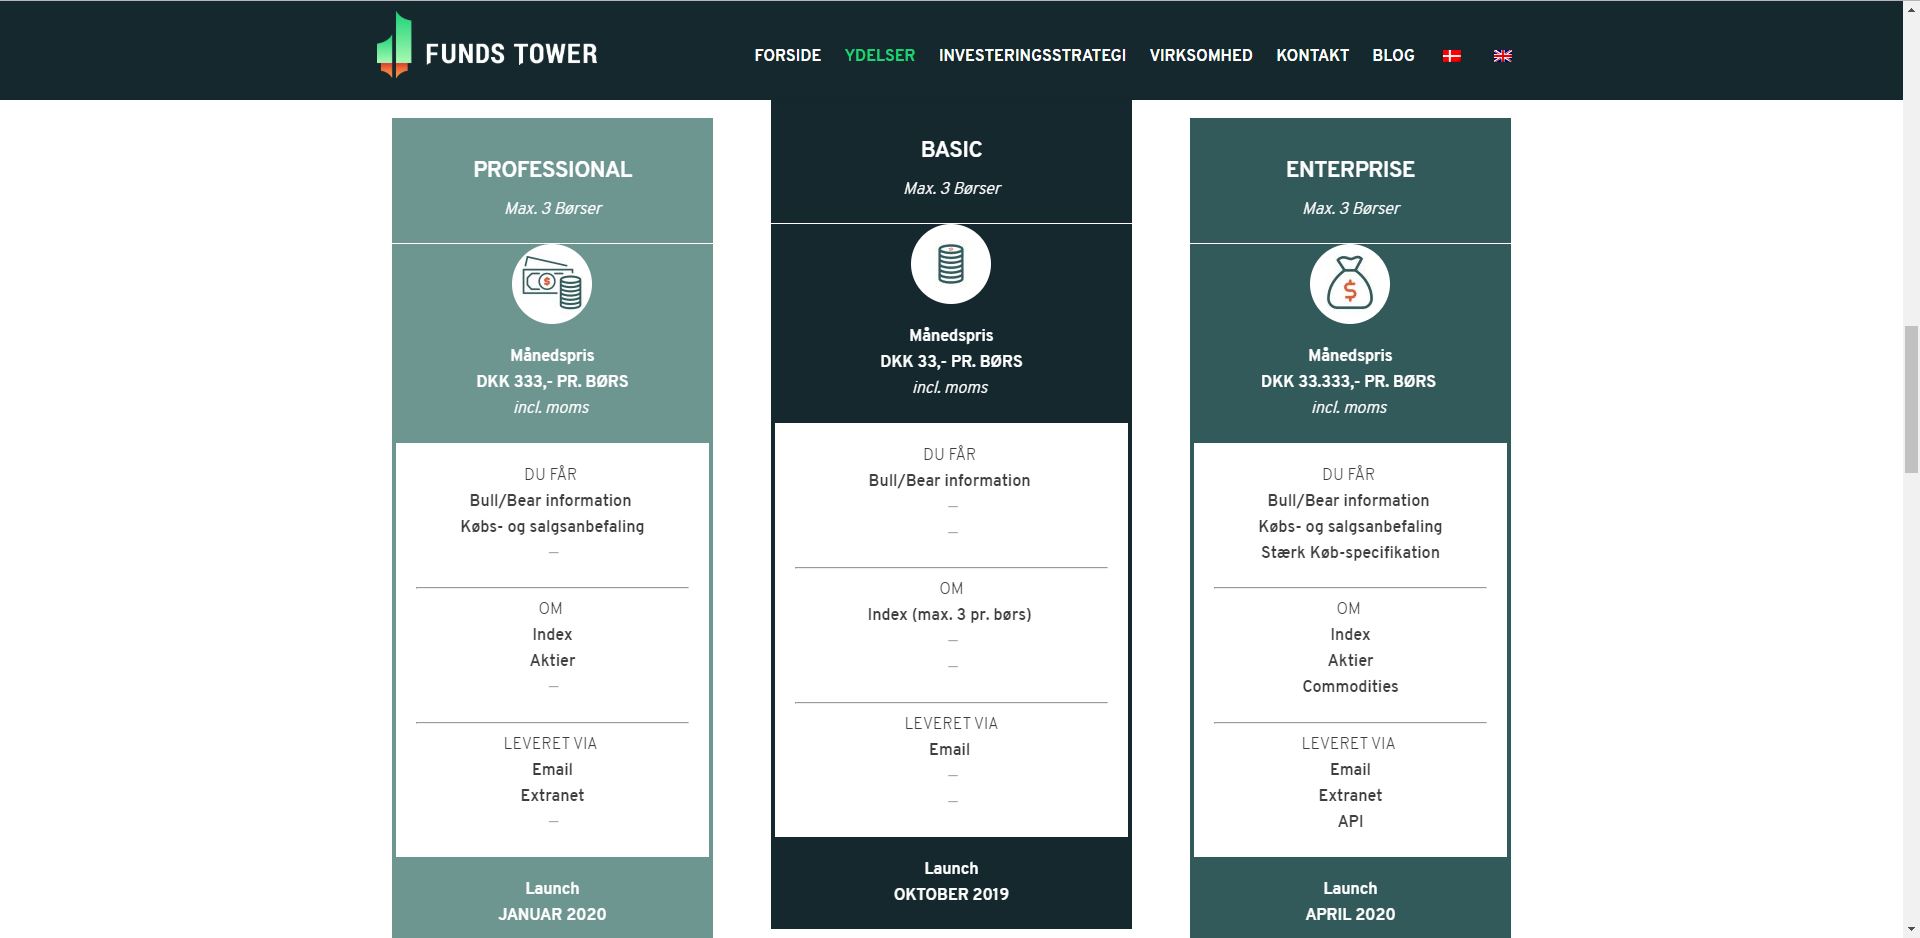 FUNDS TOWER
FORSIDE YDELSER INVESTERINGSSTRATEGI VIRKSOMHED KONTAKT BLOG
PROFESSIONAL
Max. 3 Børser
Månedspris
DKK 333,- PR. BØRS
incl. moms
DU FÅR
Bull/Bear information
Købs- og salgsanbefaling
–
OM
Index
Aktier
–
LEVERET VIA
Email
Extranet
–
Launch
JANUAR 2020
BASIC
Max. 3 Børser
Månedspris
DKK 33,- PR. BØRS
incl. moms
DU FÅR
Bull/Bear information
–
–
OM
Index (max. 3 pr. børs)
–
–
LEVERET VIA
Email
–
–
Launch
OKTOBER 2019
ENTERPRISE
Max. 3 Børser
$
Månedspris
DKK 33.333,- PR. BØRS
incl. moms
DU FÅR
Bull/Bear information
Købs- og salgsanbefaling
Stærk Køb-specifikation
OM
Index
Aktier
Commodities
LEVERET VIA
Email
Extranet
API
Launch
APRIL 2020